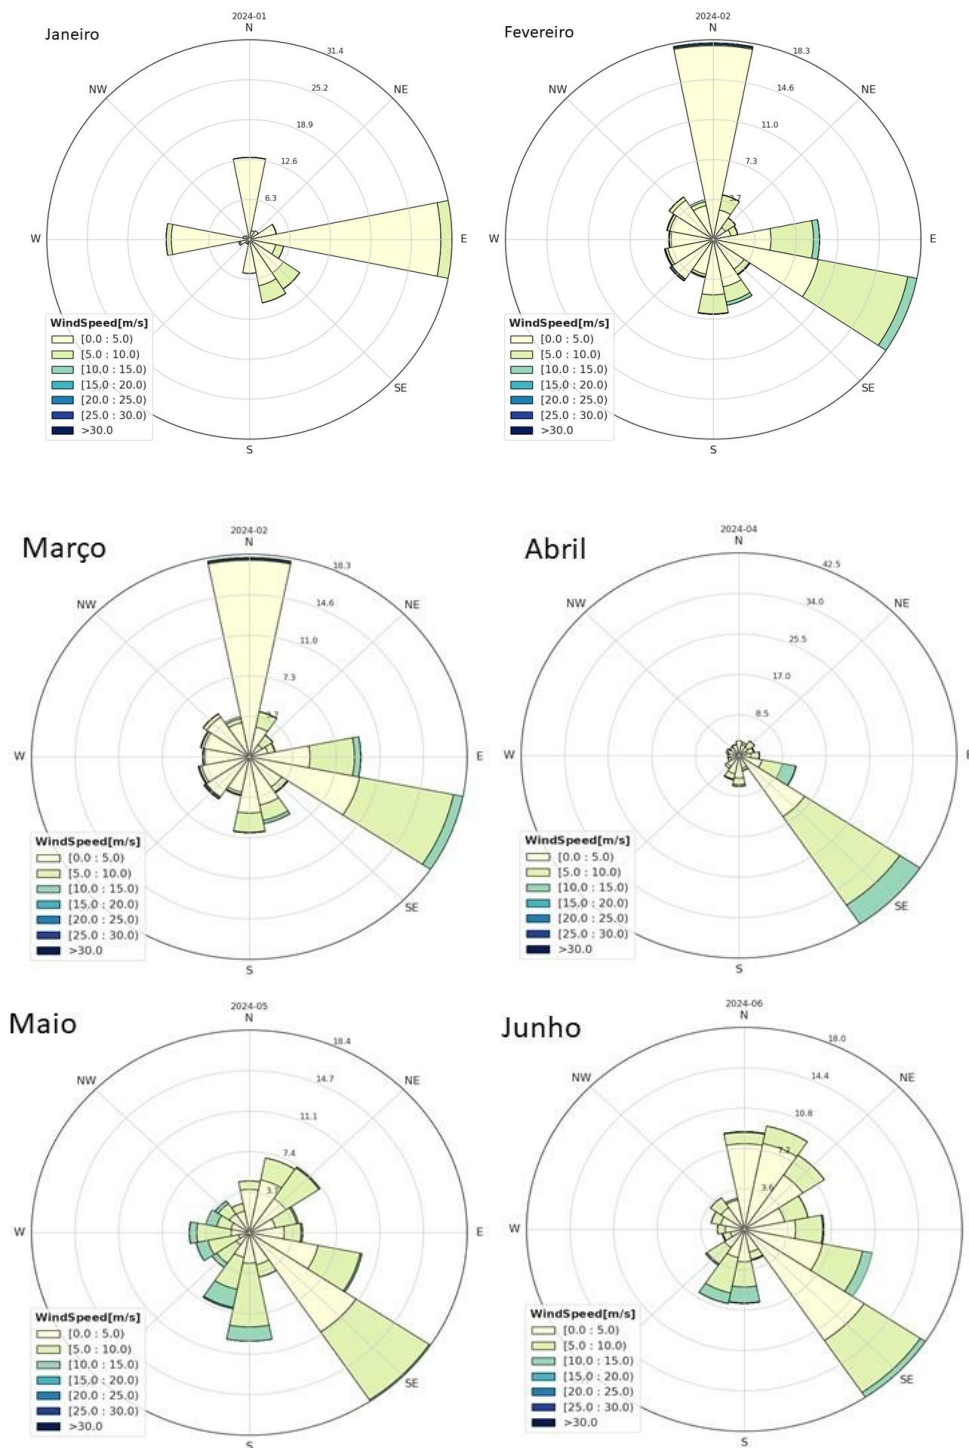 Janeiro
2024-01
N
31.4
25.2
18.9
12.6
6.3
NW
NE
W
E
SE
S
WindSpeed[m/s]
[0.0 : 5.0)
[5.0 : 10.0)
[10.0 : 15.0)
[15.0 : 20.0)
[20.0 : 25.0)
[25.0 : 30.0)
>30.0
Fevereiro
2024-02
N
18.3
14.6
11.0
7.3
3.7
NW
NE
W
E
SE
S
WindSpeed[m/s]
[0.0 : 5.0)
[5.0 : 10.0)
[10.0 : 15.0)
[15.0 : 20.0)
[20.0 : 25.0)
[25.0 : 30.0)
>30.0
Março
2024-02
N
18.3
14.6
11.0
7.3
NW
NE
W
E
SE
S
WindSpeed[m/s]
[0.0 : 5.0)
[5.0 : 10.0)
[10.0 : 15.0)
[15.0 : 20.0)
[20.0 : 25.0)
[25.0 : 30.0)
>30.0
Abril
2024-04
N
42.5
34.0
25.5
17.0
8.5
NW
NE
W
E
SE
S
WindSpeed[m/s]
[0.0 : 5.0)
[5.0 : 10.0)
[10.0 : 15.0)
[15.0 : 20.0)
[20.0 : 25.0)
[25.0 : 30.0)
>30.0
Maio
2024-05
N
18.4
14.7
11.1
7.4
3.7
NW
NE
W
E
SE
S
WindSpeed[m/s]
[0.0 : 5.0)
[5.0 : 10.0)
[10.0 : 15.0)
[15.0 : 20.0)
[20.0 : 25.0)
[25.0 : 30.0)
>30.0
Junho
2024-06
N
18.0
14.4
10.8
7.2
3.6
NW
NE
W
E
SE
S
WindSpeed[m/s]
[0.0 : 5.0)
[5.0 : 10.0)
[10.0 : 15.0)
[15.0 : 20.0)
[20.0 : 25.0)
[25.0 : 30.0)
>30.0